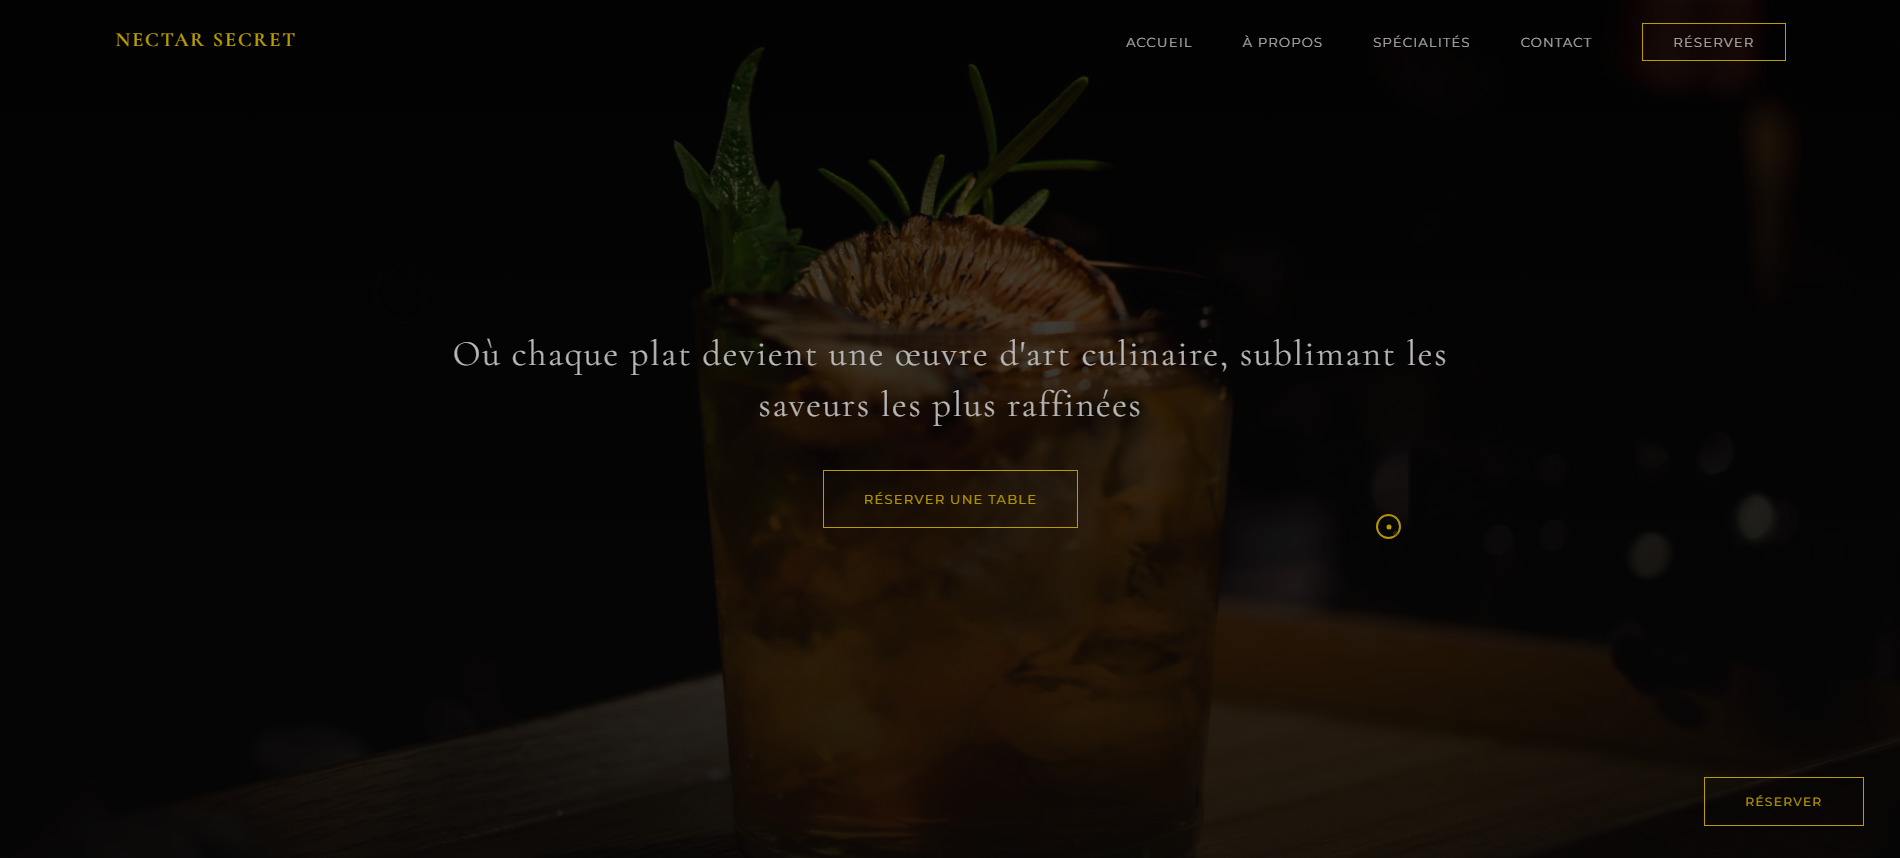 NECTAR SECRET
ACCUEIL
À PROPOS
SPÉCIALITÉS
CONTACT
RÉSERVER
Où chaque plat devient une œuvre d'art culinaire, sublimant les
saveurs les plus raffinées
RÉSERVER UNE TABLE
RÉSERVER